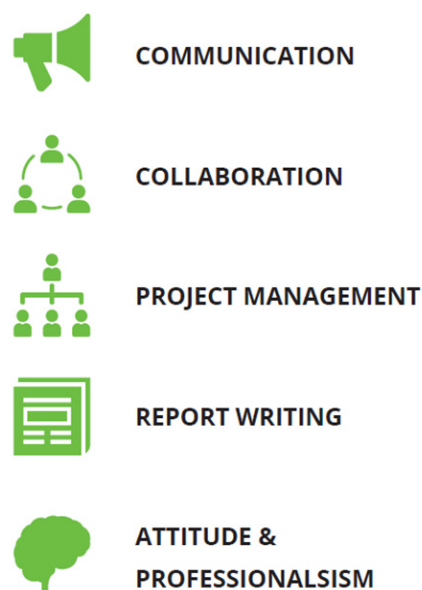 COMMUNICATION
COLLABORATION
PROJECT MANAGEMENT
REPORT WRITING
ATTITUDE &
PROFESSIONALSISM